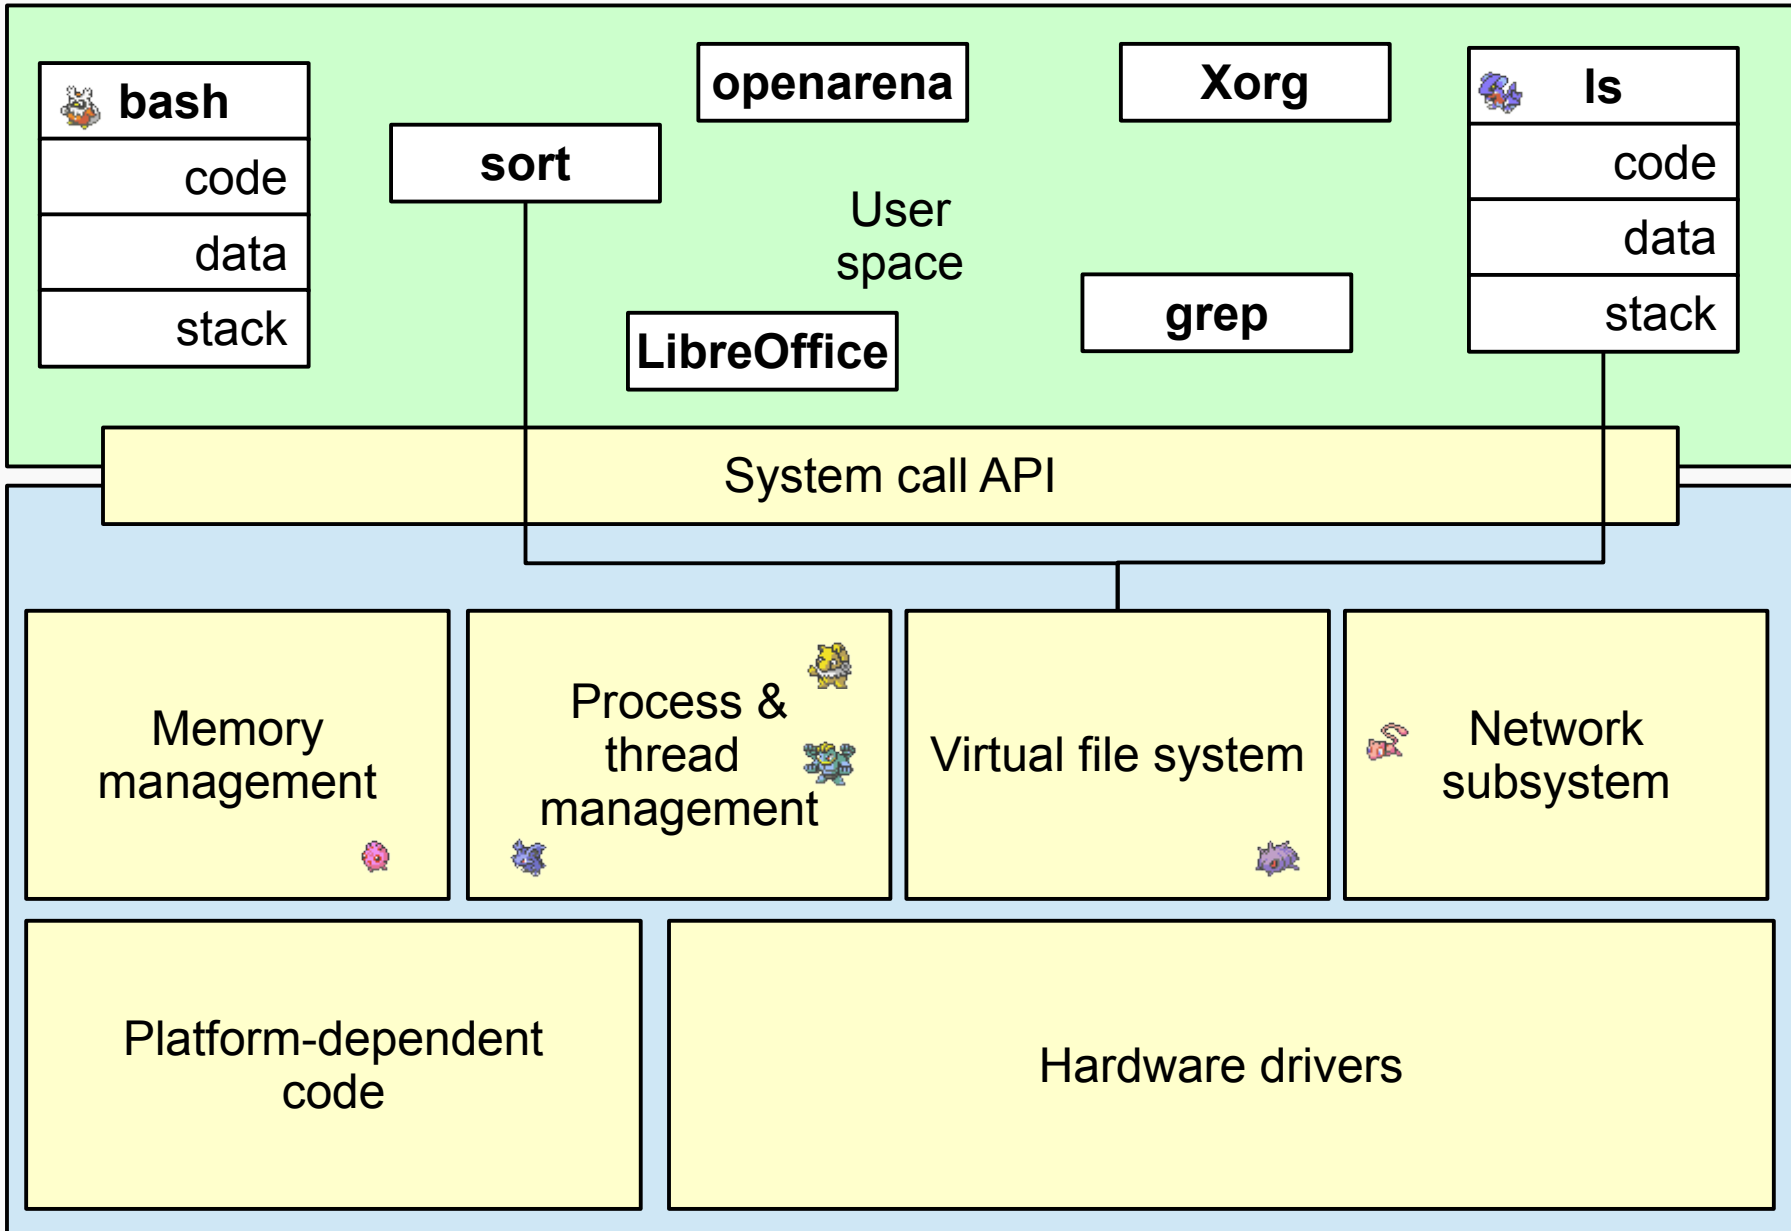 bash
code
data
stack
sort
openarena
Xorg
ls
code
data
stack
User
space
LibreOffice
grep
System call API
Memory
management
Process &
thread
management
Virtual file system
Network
subsystem
Platform-dependent
code
Hardware drivers